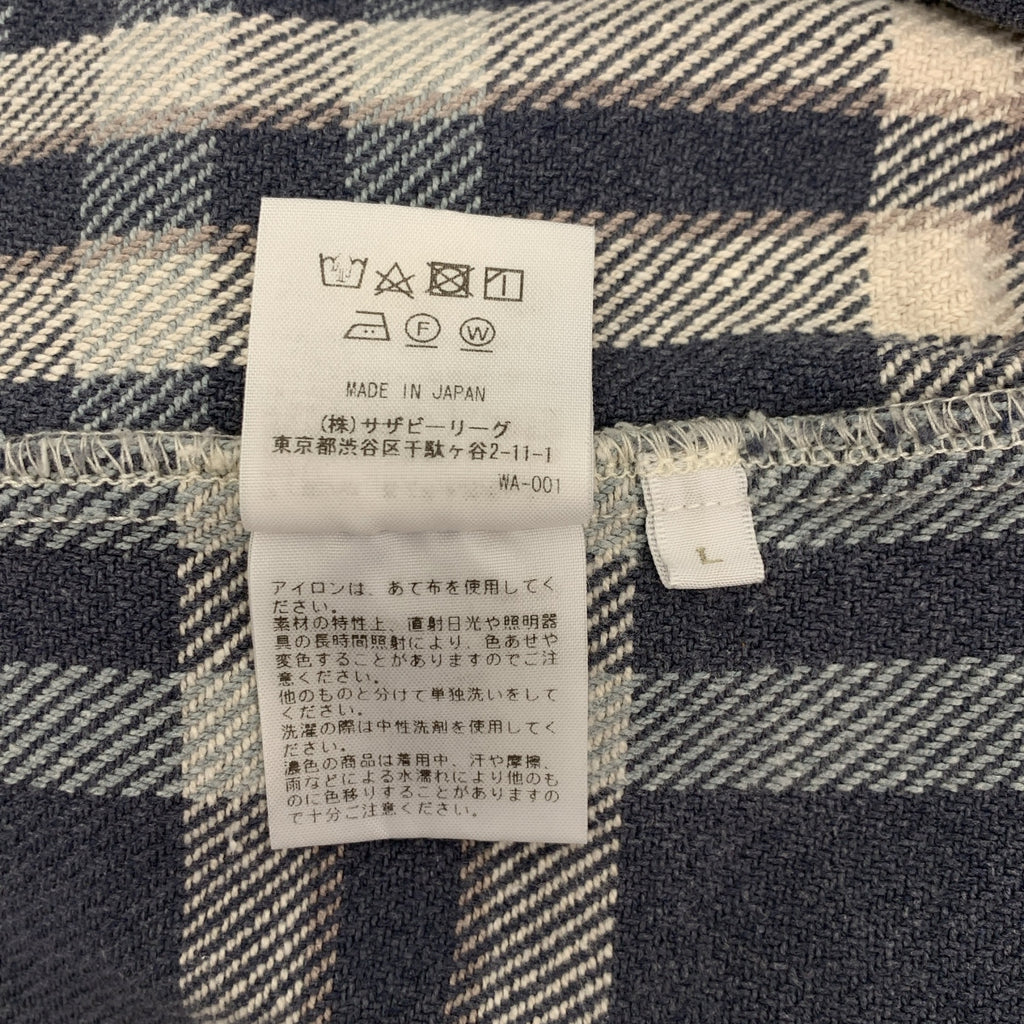 F W
MADE IN JAPAN
(株)サザビーリーグ
東京都渋谷区千駄ヶ谷2-11-1
WA-001
L
アイロンは、あて布を使用してく
ださい。
素材の特性上、直射日光や照明器
具の長時間照射により、色あせや
変色することがありますのでご注
意ください。
他のものと分けて単独洗いをして
ください。
洗濯の際は中性洗剤を使用してく
ださい。
濃色の商品は着用中、汗や摩擦、
雨などによる水濡れにより他のも
のに色移りすることがありますの
で十分ご注意ください。